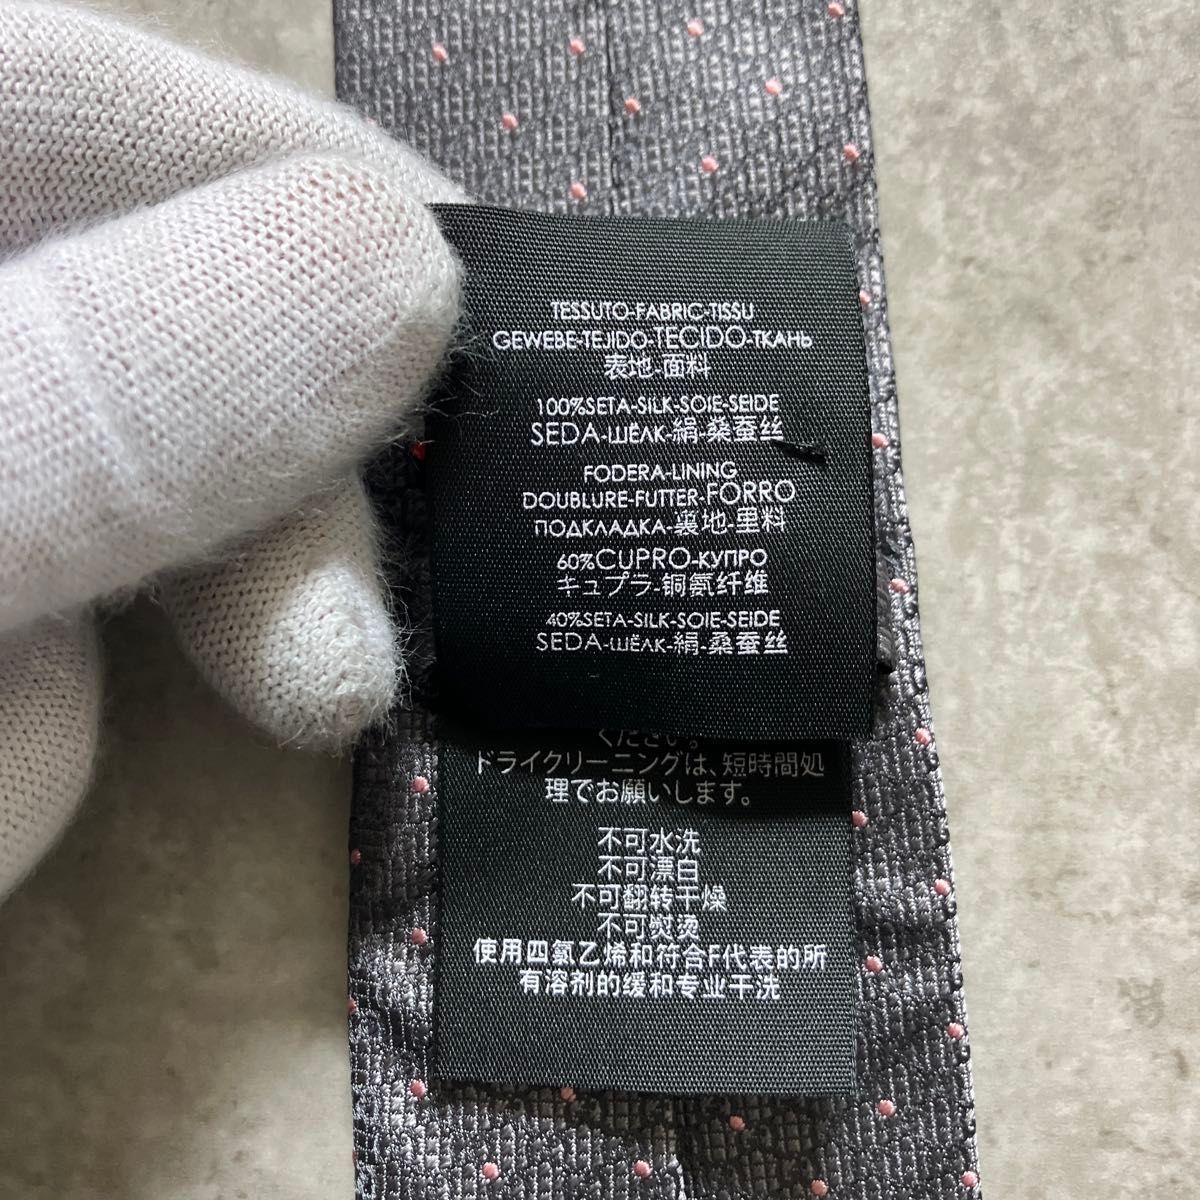 TESSUTO-FABRIC-TISSU
GEWEBE-TEJIDO-TECIDO-ТКАНЬ
表地-面料
100%SETA-SILK-SOIE-SEIDE
SEDA-ШЁЛК-絹-桑蚕丝
FODERA-LINING
DOUBLURE-FUTTER-FORRO
ПОДКЛАДКА-裏地-里料
60%CUPRO-КУПРО
キュプラ-铜氨纤维
40%SETA-SILK-SOIE-SEIDE
SEDA-ШЁЛК-絹-桑蚕丝
ください。
ドライクリーニングは、短時間処
理でお願いします。
不可水洗
不可漂白
不可翻转干燥
不可熨烫
使用四氯乙烯和符合F代表的所
有溶剂的缓和专业干洗